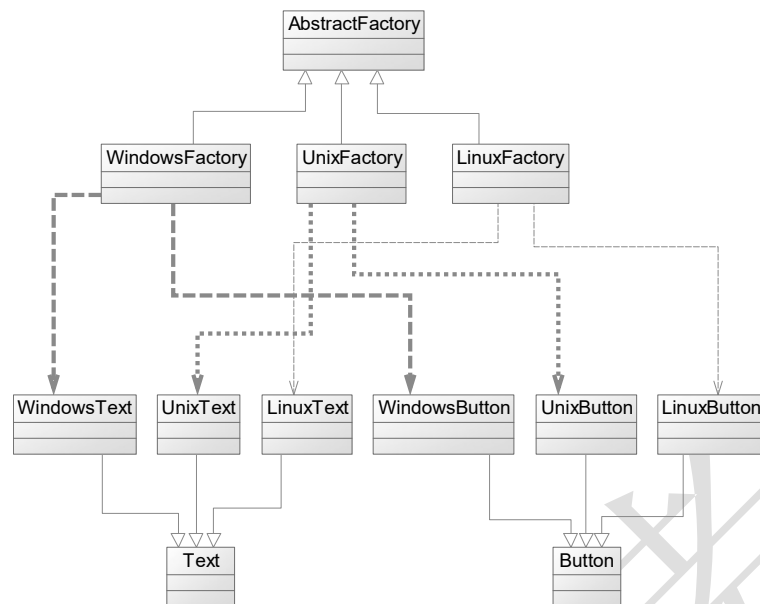 AbstractFactory
WindowsFactory UnixFactory LinuxFactory
WindowsText UnixText LinuxText WindowsButton UnixButton LinuxButton
Text Button